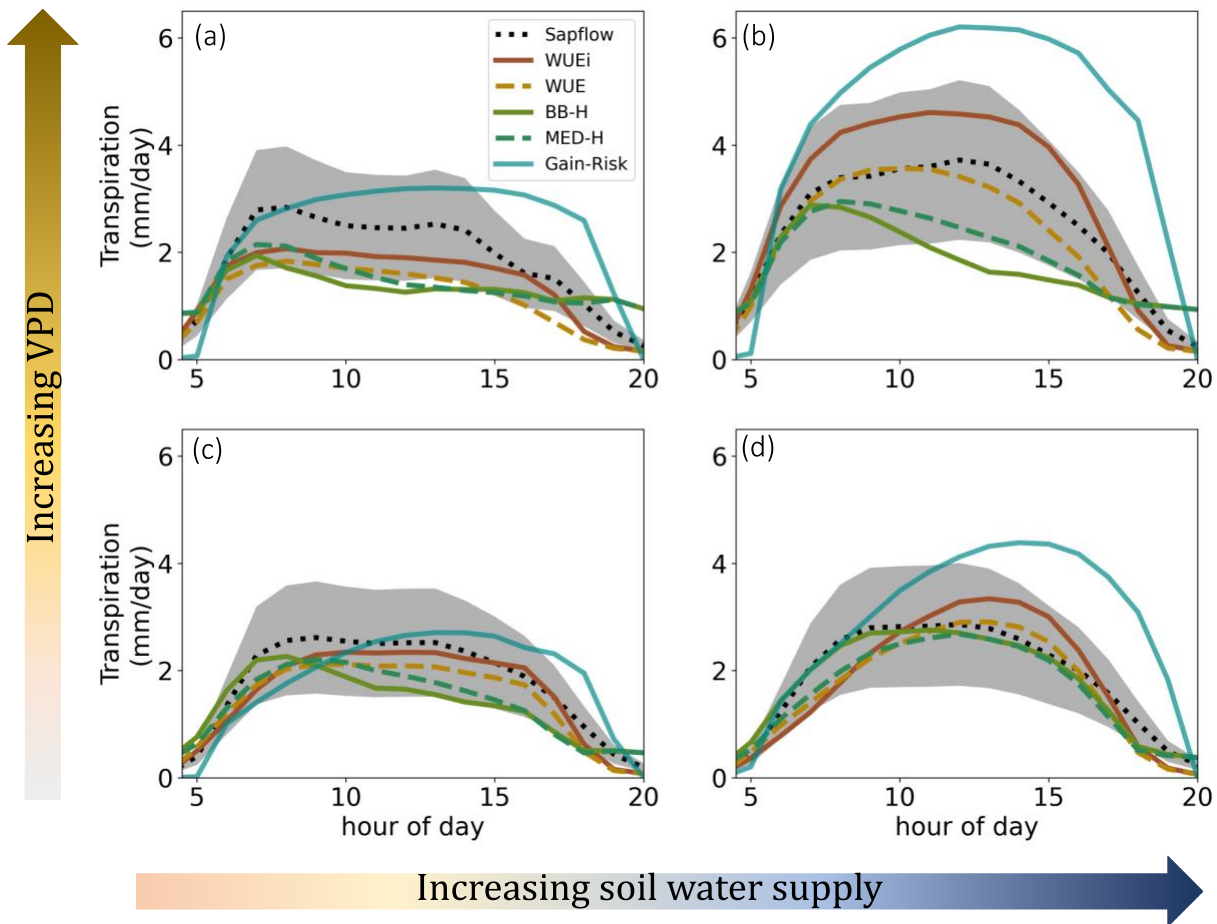 Increasing VPD
(a)
Sapflow
WUEi
WUE
BB-H
MED-H
Gain-Risk
Transpiration
(mm/day)
6
4
2
0
5
10
15
20
(b)
6
4
2
0
5
10
15
20
(c)
Transpiration
(mm/day)
6
4
2
0
5
10
15
20
hour of day
(d)
6
4
2
0
5
10
15
20
hour of day
Increasing soil water supply